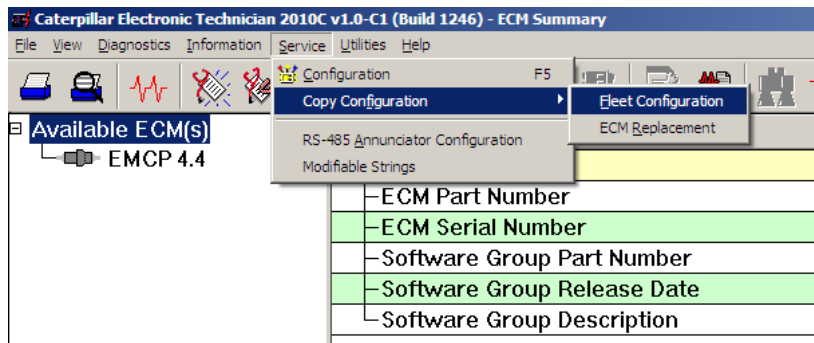 Caterpillar Electronic Technician 2010C v1.0-C1 (Build 1246) - ECM Summary
File View Diagnostics Information Service Utilities Help
Configuration F5
Copy Configuration
Fleet Configuration
ECM Replacement
RS-485 Annunciator Configuration
Modifiable Strings
Available ECM(s)
EMCP 4.4
ECM Part Number
ECM Serial Number
Software Group Part Number
Software Group Release Date
Software Group Description